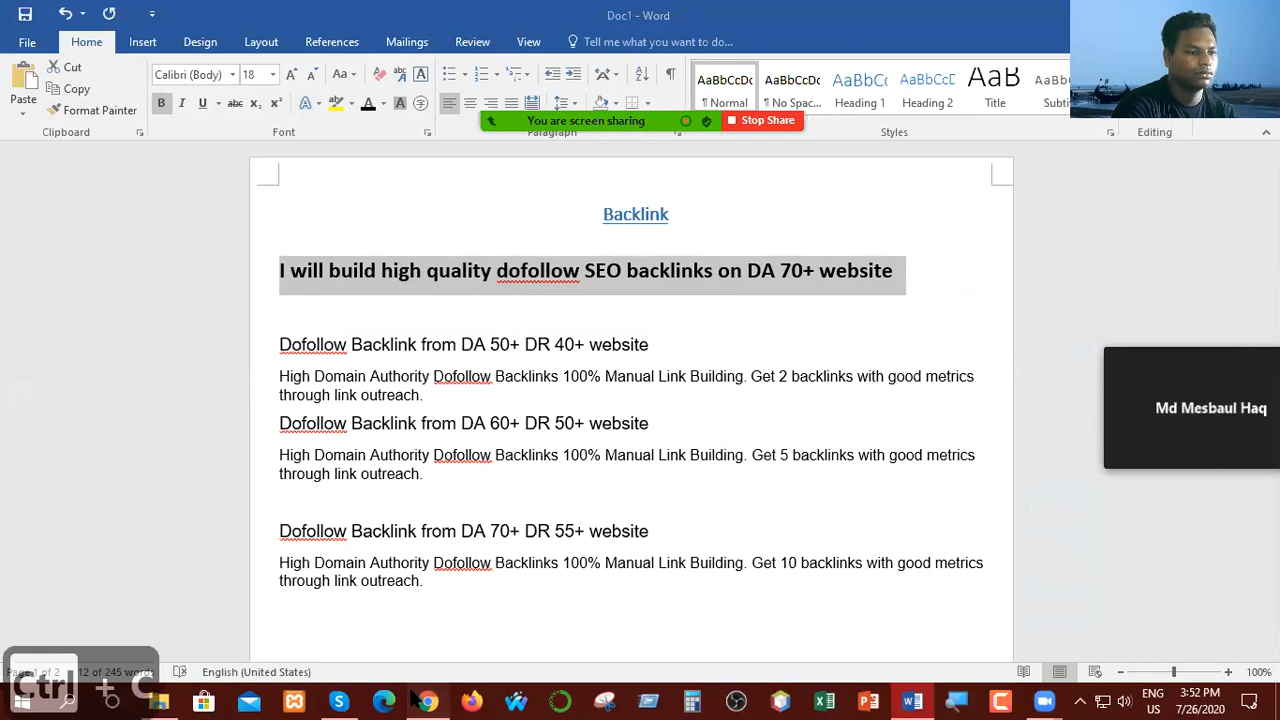 Doc1 - Word
File Home Insert Design Layout References Mailings Review View Tell me what you want to do...
Paste
Cut
Copy
Format Painter
Clipboard
Calibri (Body) 18
Font
You are screen sharing Stop Share
Paragraph
AaBbCcDc AaBbCcDc AaBbCc AaBbCcD AaB
¶ Normal ¶ No Spac... Heading 1 Heading 2 Title
Styles
Editing
Backlink
I will build high quality dofollow SEO backlinks on DA 70+ website
Dofollow Backlink from DA 50+ DR 40+ website
High Domain Authority Dofollow Backlinks 100% Manual Link Building. Get 2 backlinks with good metrics
through link outreach.
Dofollow Backlink from DA 60+ DR 50+ website
High Domain Authority Dofollow Backlinks 100% Manual Link Building. Get 5 backlinks with good metrics
through link outreach.
Dofollow Backlink from DA 70+ DR 55+ website
High Domain Authority Dofollow Backlinks 100% Manual Link Building. Get 10 backlinks with good metrics
through link outreach.
Md Mesbaul Haq
Page 1 of 2 12 of 245 words English (United States) 100%
Ctrl + C
ENG
US
3:52 PM
7/26/2020